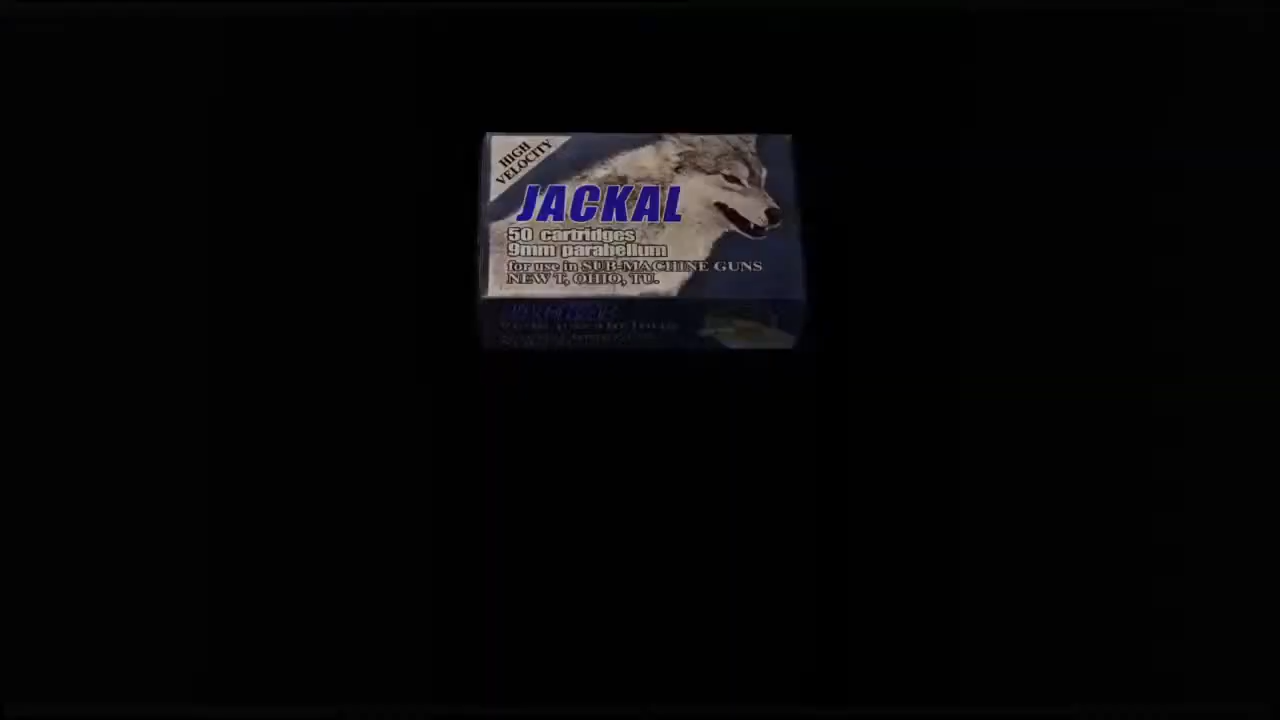 HIGH
VELOCITY
JACKAL
50 cartridges
9mm parabellum
for use in SUB-MACHINE GUNS
NEW T, OHIO, TU.